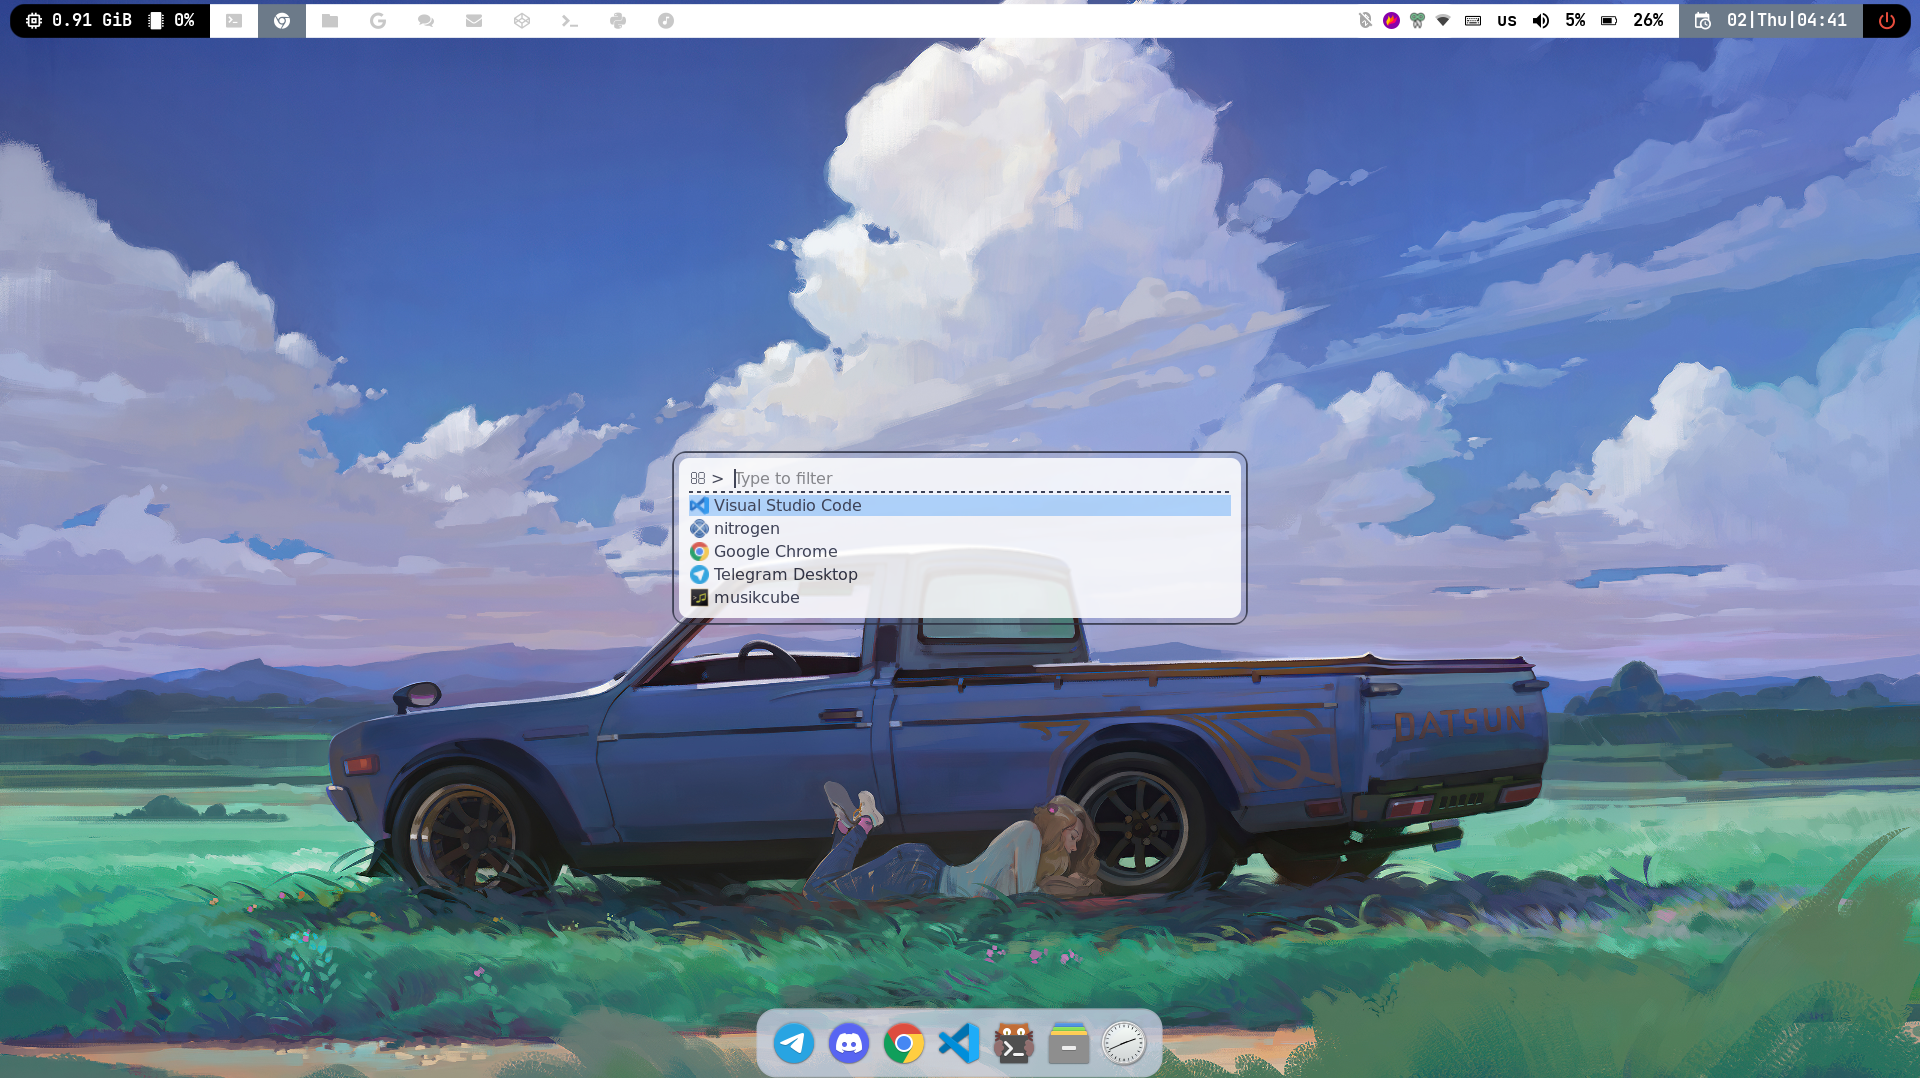 0.91 GiB 0% US 5% 26% 02|Thu|04:41
> Type to filter
Visual Studio Code
nitrogen
Google Chrome
Telegram Desktop
musikcube
DATSUN